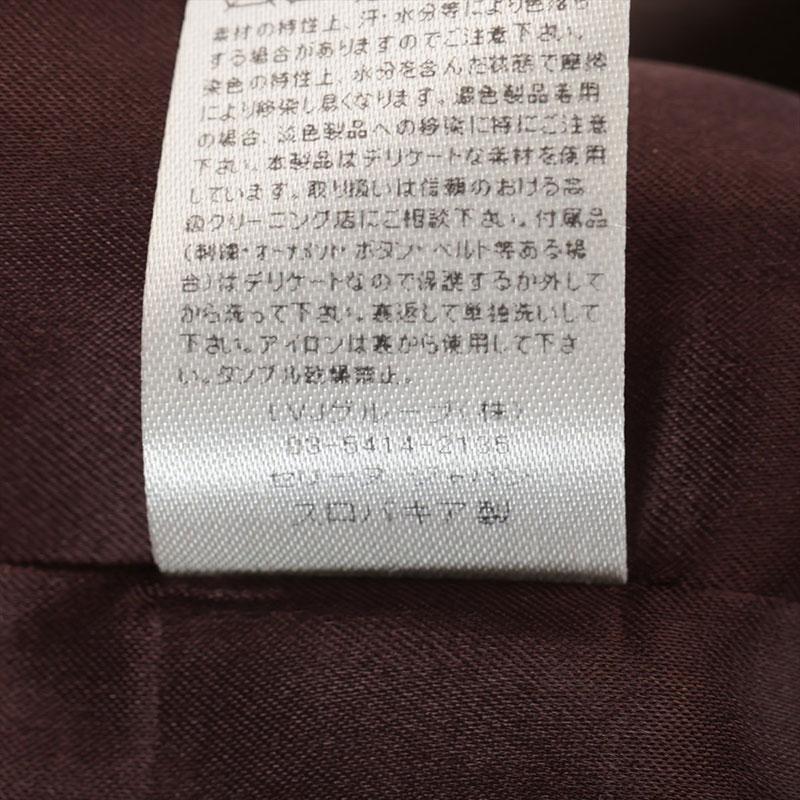 素材の特性上、汗・水分等により色落ち
する場合がありますのでご注意下さい。
染色の特性上、水分を含んだ状態で摩擦
により移染し易くなります。濃色製品着用
の場合、淡色製品への移染に特にご注意
下さい。本製品はデリケートな素材を使用
しています。取り扱いは信頼のおける高
級クリーニング店にご相談下さい。付属品
(刺繍・オーナメント・ボタン・ベルト等ある場
合)はデリケートなので保護するか外して
から洗って下さい。裏返して単独洗いして
下さい。アイロンは裏から使用して下さ
い。タンブル乾燥禁止。
LVJグループ(株)
03-5414-2135
セリーヌ ジャパン
スロバキア製